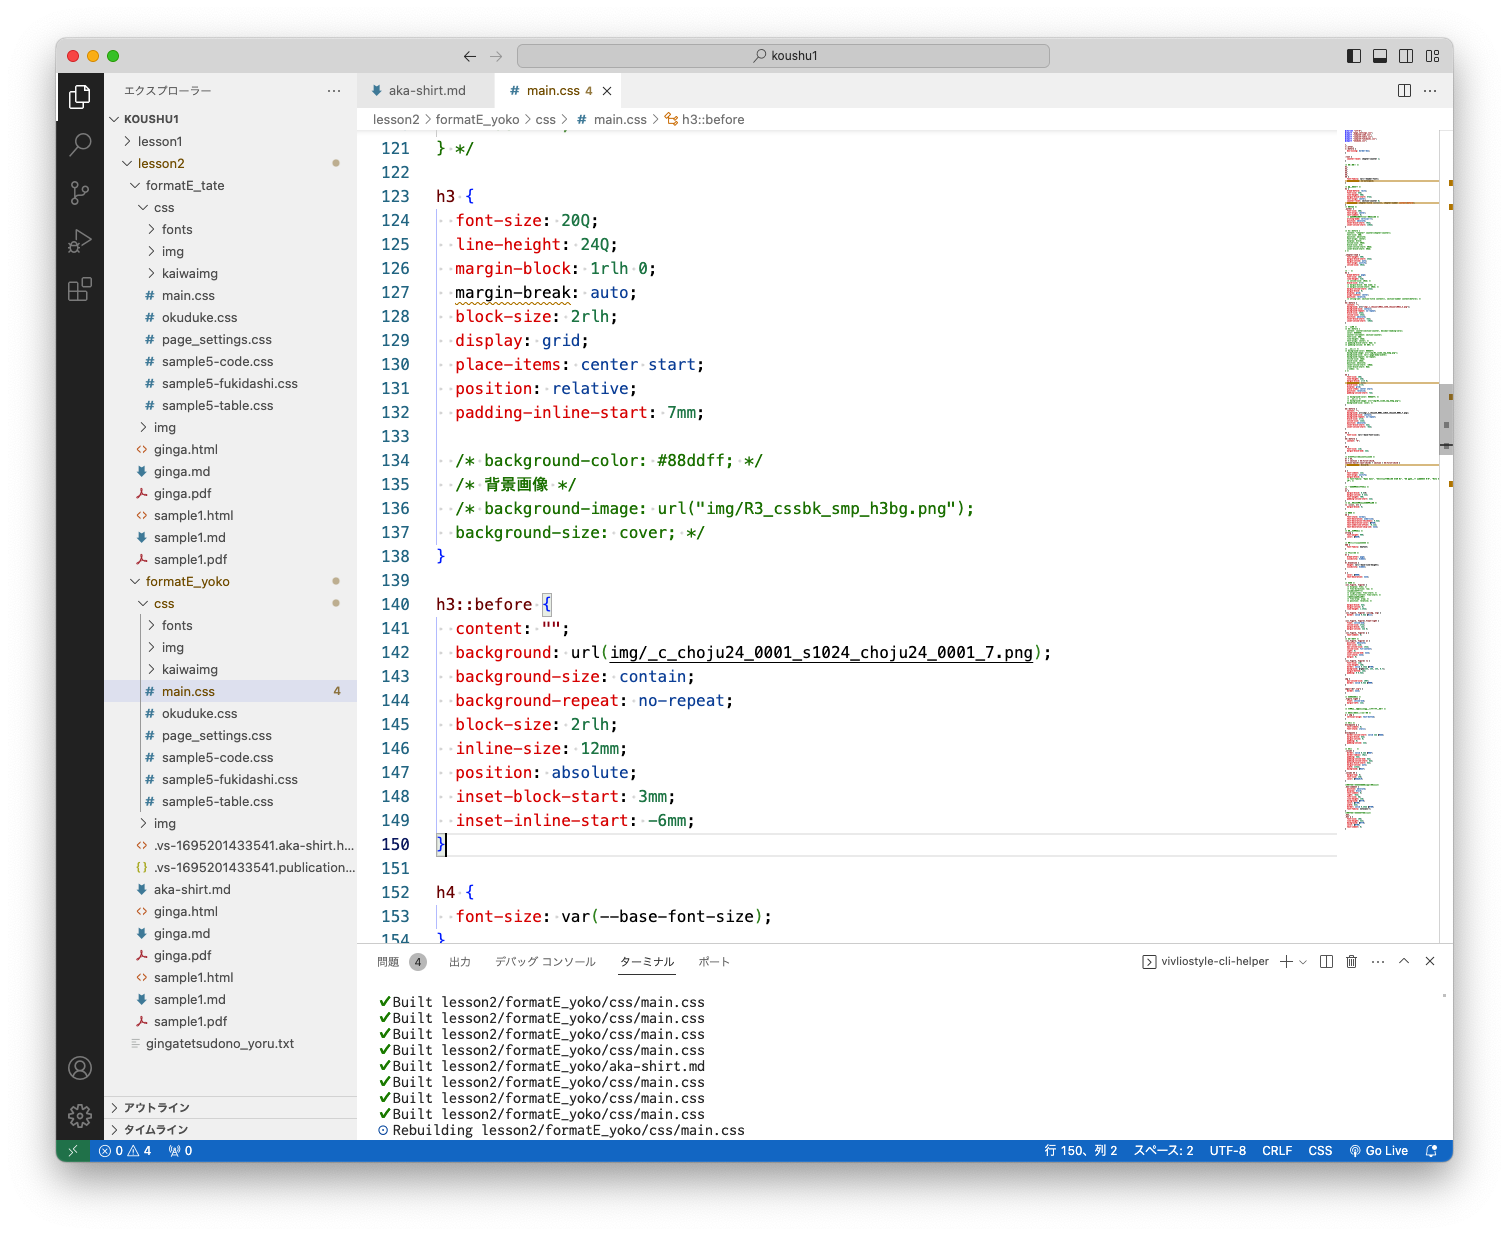 koushu1
エクスプローラー
KOUSHU1
lesson1
lesson2
formatE_tate
css
fonts
img
kaiwaimg
# main.css
# okuduke.css
# page_settings.css
# sample5-code.css
# sample5-fukidashi.css
# sample5-table.css
img
<> ginga.html
ginga.md
ginga.pdf
<> sample1.html
sample1.md
sample1.pdf
formatE_yoko
css
fonts
img
kaiwaimg
# main.css 4
# okuduke.css
# page_settings.css
# sample5-code.css
# sample5-fukidashi.css
# sample5-table.css
img
<> .vs-1695201433541.aka-shirt.h...
{} .vs-1695201433541.publication...
aka-shirt.md
<> ginga.html
ginga.md
ginga.pdf
<> sample1.html
sample1.md
sample1.pdf
gingatetsudono_yoru.txt
アウトライン
タイムライン
aka-shirt.md
# main.css 4
lesson2 > formatE_yoko > css > # main.css > h3::before
121 } */
122
123 h3 {
124 font-size: 20Q;
125 line-height: 24Q;
126 margin-block: 1rlh 0;
127 margin-break: auto;
128 block-size: 2rlh;
129 display: grid;
130 place-items: center start;
131 position: relative;
132 padding-inline-start: 7mm;
133
134 /* background-color: #88ddff; */
135 /* 背景画像 */
136 /* background-image: url("img/R3_cssbk_smp_h3bg.png");
137 background-size: cover; */
138 }
139
140 h3::before {
141 content: "";
142 background: url(img/_c_choju24_0001_s1024_choju24_0001_7.png);
143 background-size: contain;
144 background-repeat: no-repeat;
145 block-size: 2rlh;
146 inline-size: 12mm;
147 position: absolute;
148 inset-block-start: 3mm;
149 inset-inline-start: -6mm;
150 }
151
152 h4 {
153 font-size: var(--base-font-size);
154 }
問題 4 出力 デバッグ コンソール ターミナル ポート
vivliostyle-cli-helper
✔Built lesson2/formatE_yoko/css/main.css
✔Built lesson2/formatE_yoko/css/main.css
✔Built lesson2/formatE_yoko/css/main.css
✔Built lesson2/formatE_yoko/css/main.css
✔Built lesson2/formatE_yoko/aka-shirt.md
✔Built lesson2/formatE_yoko/css/main.css
✔Built lesson2/formatE_yoko/css/main.css
✔Built lesson2/formatE_yoko/css/main.css
Rebuilding lesson2/formatE_yoko/css/main.css
0 4 0
行 150、列 2 スペース: 2 UTF-8 CRLF CSS Go Live